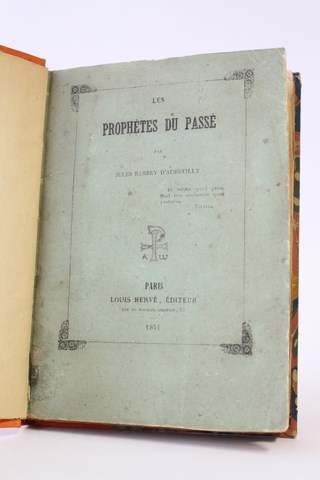 LES
PROPHÈTES DU PASSÉ
PAR
JULES BARBEY D'AUREVILLY
A W
PARIS
LOUIS HERVÉ, ÉDITEUR
1851